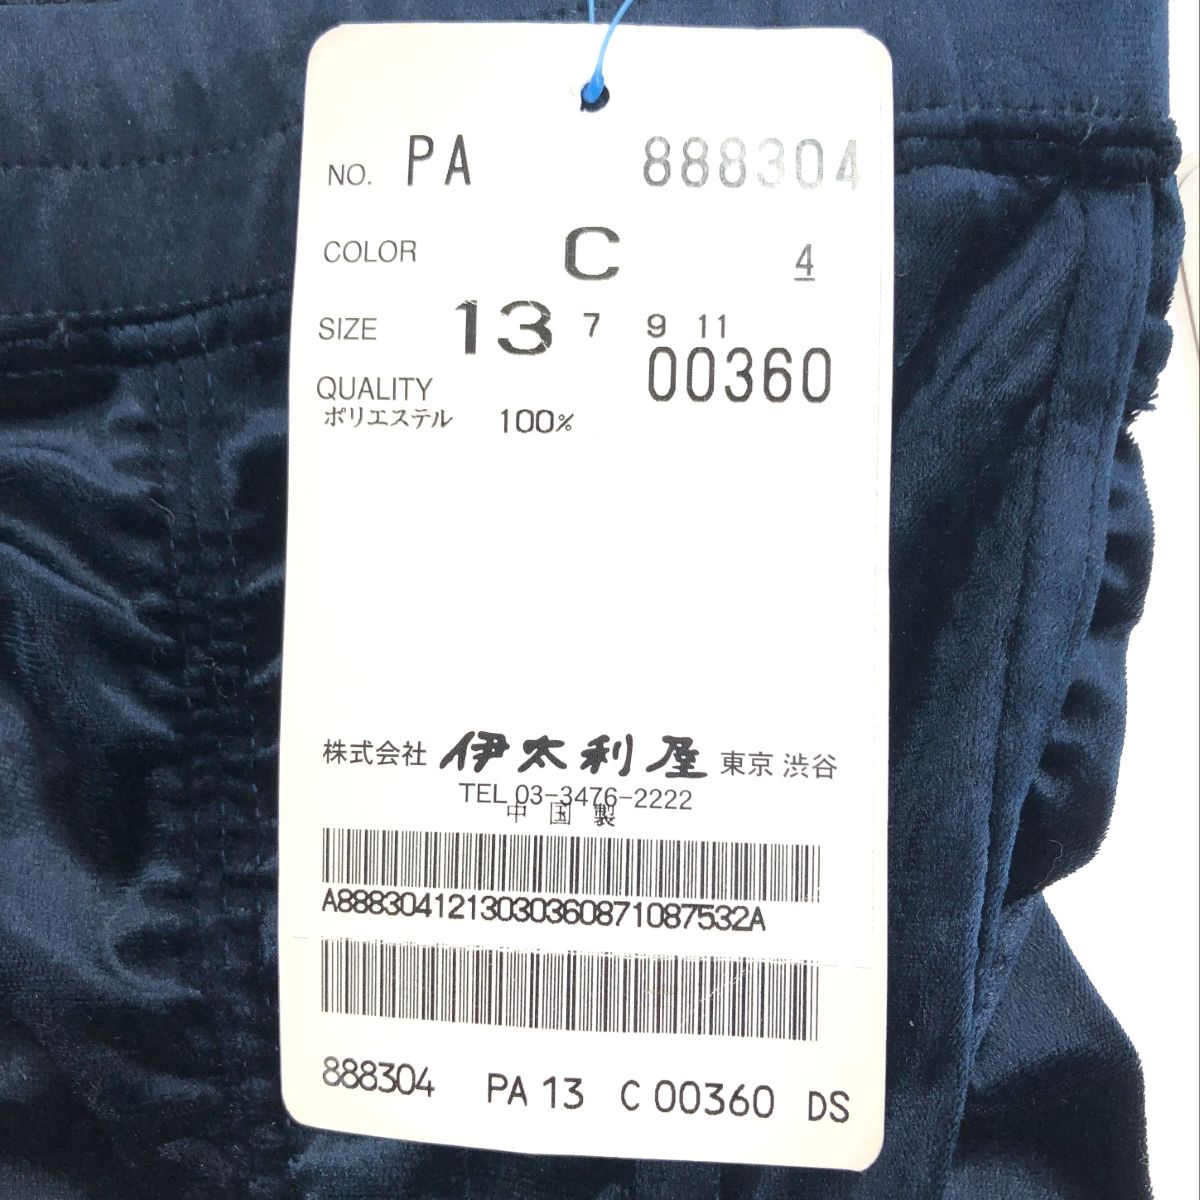 NO. PA 888304
COLOR C 4
SIZE 13 7 9 11
00360
QUALITY
ポリエステル 100%
株式会社 伊太利屋 東京 渋谷
TEL 03-3476-2222
中国製
A8883041213030360871087532A
888304 PA 13 C 00360 DS